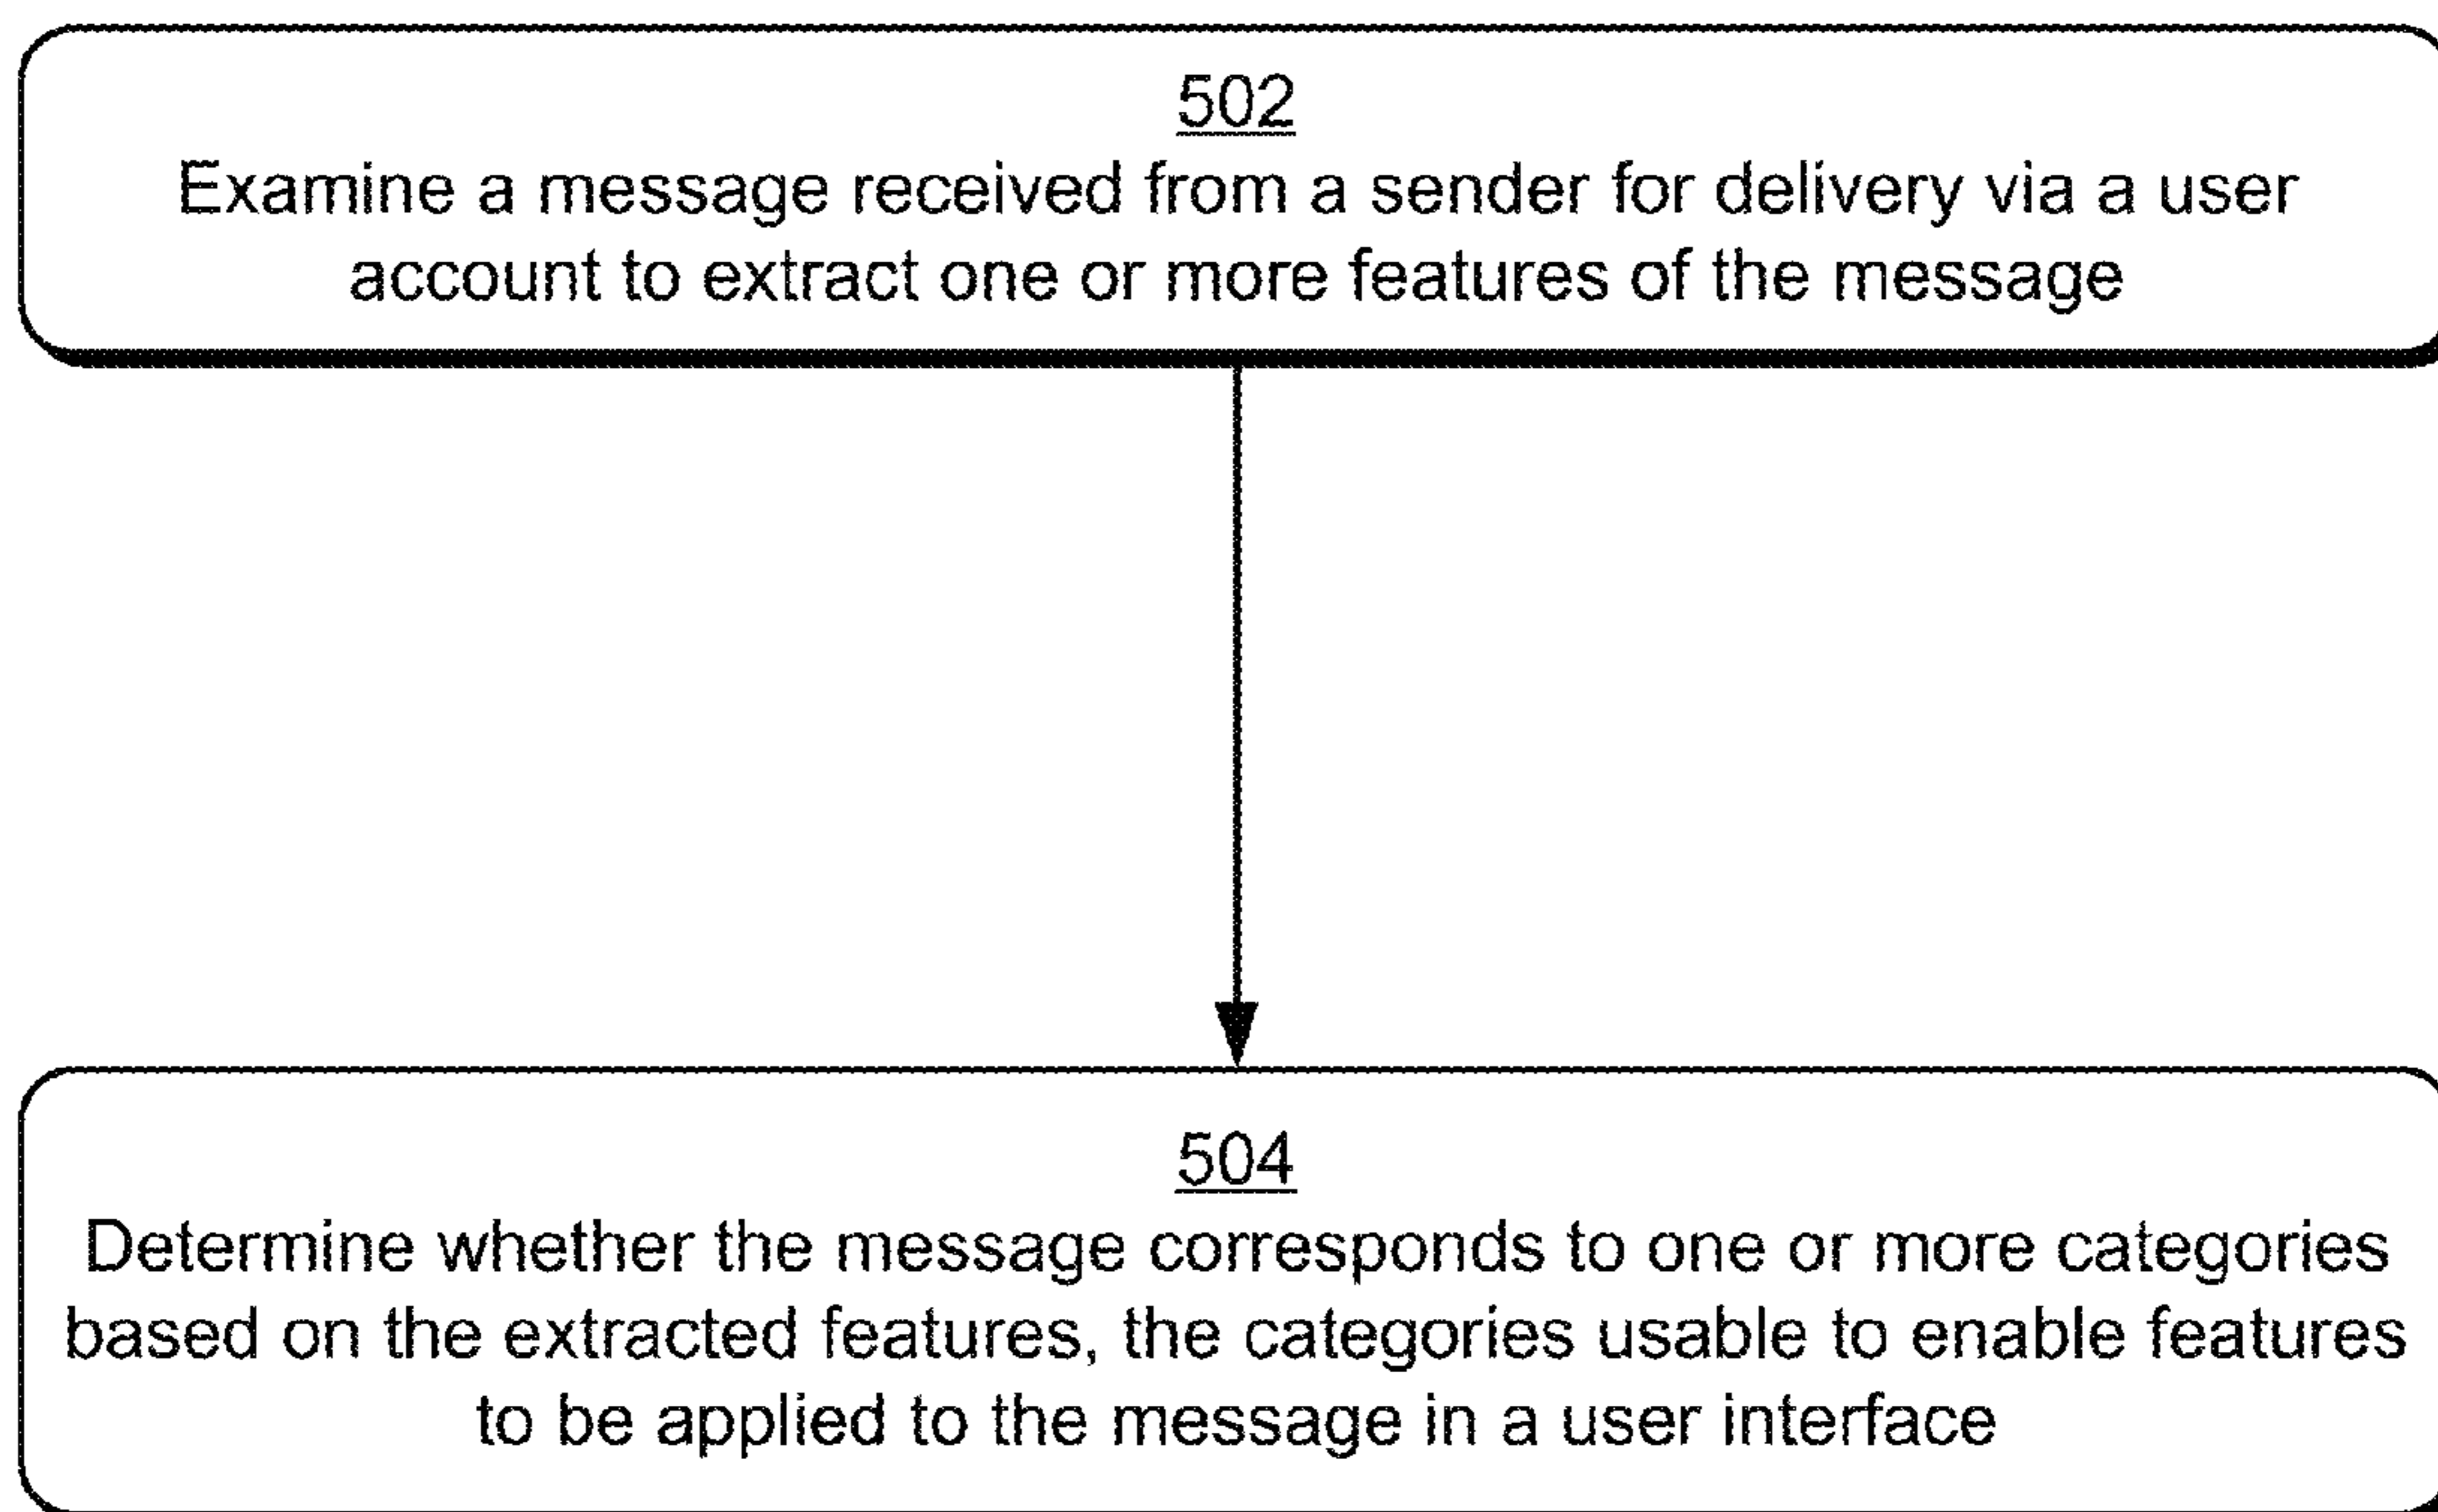 502
Examine a message received from a sender for delivery via a user
account to extract one or more features of the message
504
Determine whether the message corresponds to one or more categories
based on the extracted features, the categories usable to enable features
to be applied to the message in a user interface